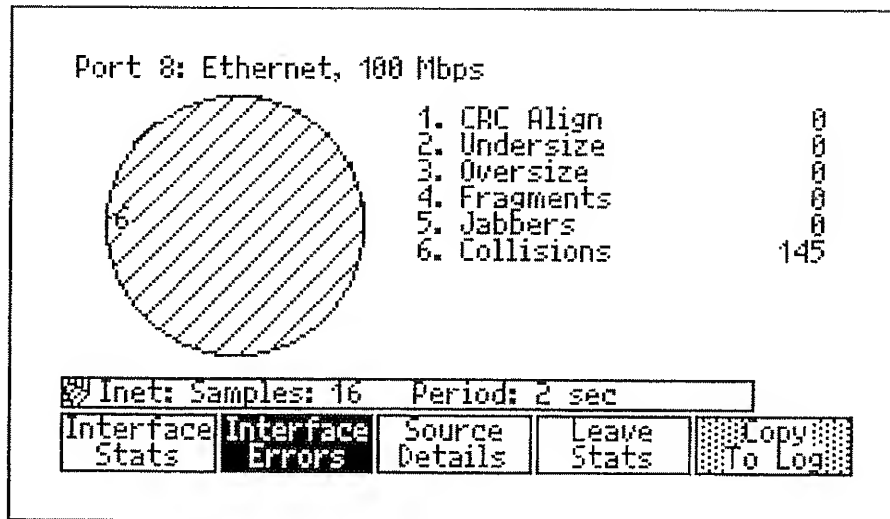 Port 8: Ethernet, 100 Mbps
1. CRC Align 0
2. Undersize 0
3. Oversize 0
4. Fragments 0
5. Jabbers 0
6. Collisions 145
6
Inet: Samples: 16 Period: 2 sec
Interface Stats
Interface Errors
Source Details
Leave Stats
Copy To Log